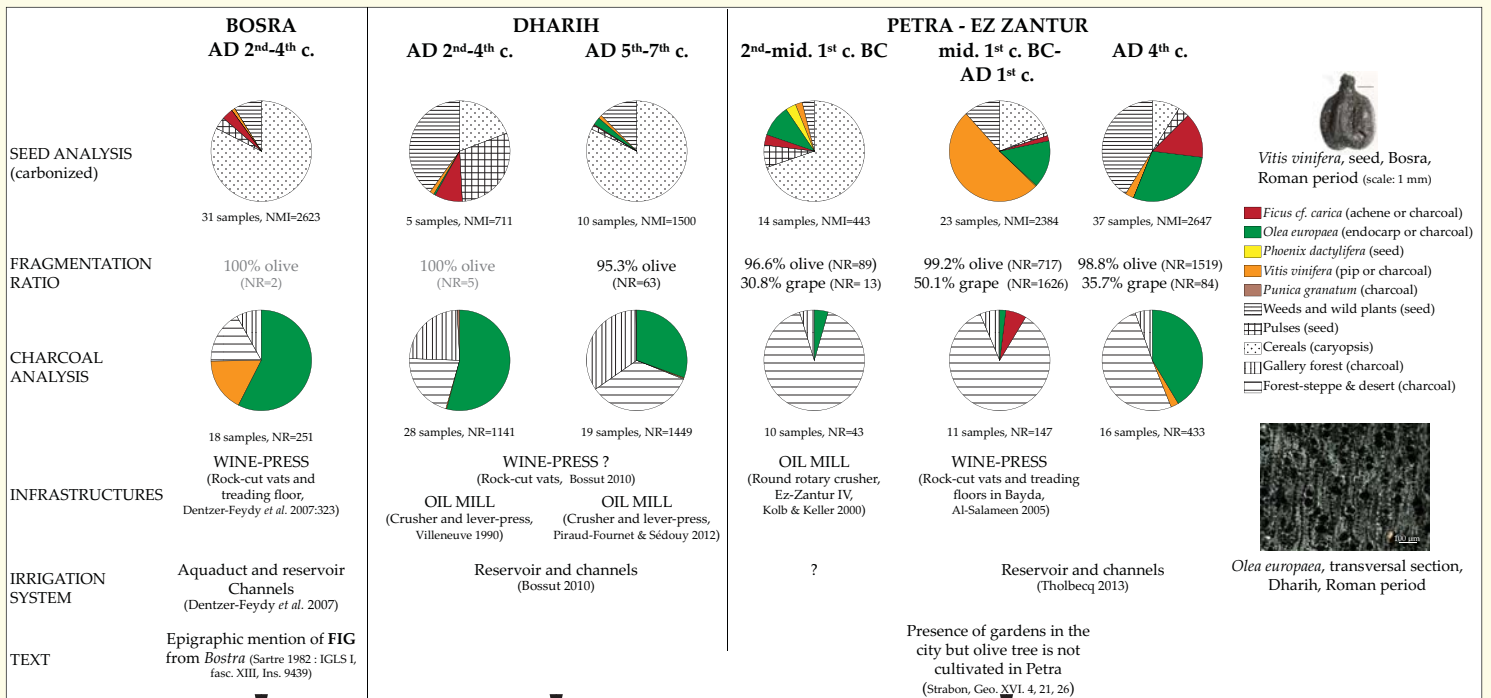 BOSRA
AD 2nd-4th c.
DHARIH
AD 2nd-4th c.
AD 5th-7th c.
PETRA - EZ ZANTUR
2nd-mid. 1st c. BC
mid. 1st c. BC-
AD 1st c.
AD 4th c.
SEED ANALYSIS
(carbonized)
31 samples, NMI=2623
5 samples, NMI=711
10 samples, NMI=1500
14 samples, NMI=443
23 samples, NMI=2384
37 samples, NMI=2647
Vitis vinifera, seed, Bosra,
Roman period (scale: 1 mm)
Ficus cf. carica (achene or charcoal)
Olea europaea (endocarp or charcoal)
Phoenix dactylifera (seed)
Vitis vinifera (pip or charcoal)
Punica granatum (charcoal)
Weeds and wild plants (seed)
Pulses (seed)
Cereals (caryopsis)
Gallery forest (charcoal)
Forest-steppe & desert (charcoal)
FRAGMENTATION
RATIO
100% olive
(NR=2)
100% olive
(NR=5)
95.3% olive
(NR=63)
96.6% olive (NR=89)
30.8% grape (NR= 13)
99.2% olive (NR=717)
50.1% grape (NR=1626)
98.8% olive (NR=1519)
35.7% grape (NR=84)
CHARCOAL
ANALYSIS
18 samples, NR=251
28 samples, NR=1141
19 samples, NR=1449
10 samples, NR=43
11 samples, NR=147
16 samples, NR=433
INFRASTRUCTURES
WINE-PRESS
(Rock-cut vats and
treading floor,
Dentzer-Feydy et al. 2007:323)
WINE-PRESS ?
(Rock-cut vats, Bossut 2010)
OIL MILL
(Crusher and lever-press,
Villeneuve 1990)
OIL MILL
(Crusher and lever-press,
Piraud-Fournet & Sédouy 2012)
OIL MILL
(Round rotary crusher,
Ez-Zantur IV,
Kolb & Keller 2000)
WINE-PRESS
(Rock-cut vats and treading
floors in Bayda,
Al-Salameen 2005)
100 µm
Olea europaea, transversal section,
Dharih, Roman period
IRRIGATION
SYSTEM
Aquaduct and reservoir
Channels
(Dentzer-Feydy et al. 2007)
Reservoir and channels
(Bossut 2010)
?
Reservoir and channels
(Tholbecq 2013)
TEXT
Epigraphic mention of FIG
from Bostra (Sartre 1982 : IGLS I,
fasc. XIII, Ins. 9439)
Presence of gardens in the
city but olive tree is not
cultivated in Petra
(Strabon, Geo. XVI. 4, 21, 26)